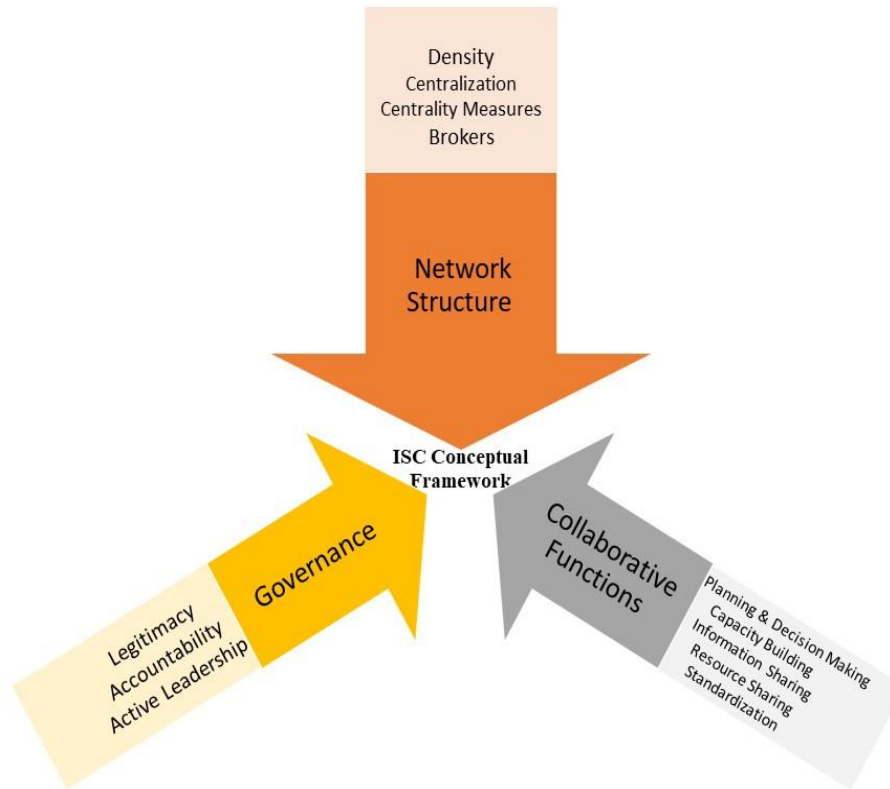 Density
Centralization
Centrality Measures
Brokers
Network
Structure
ISC Conceptual
Framework
Governance
Legitimacy
Accountability
Active Leadership
Collaborative
Functions
Planning & Decision Making
Capacity Building
Information Sharing
Resource Sharing
Standardization